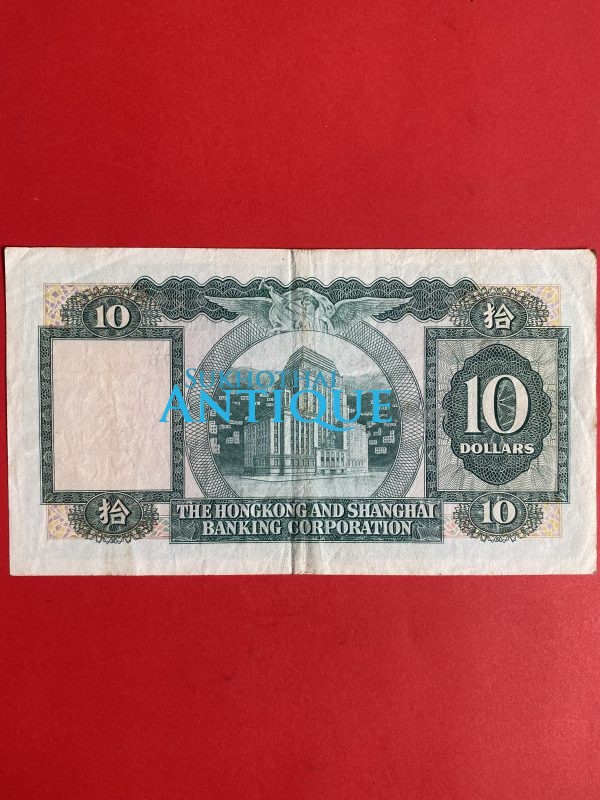 10
拾
SUKHOTHAI
ANTIQUE
10
DOLLARS
拾
THE HONGKONG AND SHANGHAI
BANKING CORPORATION
10